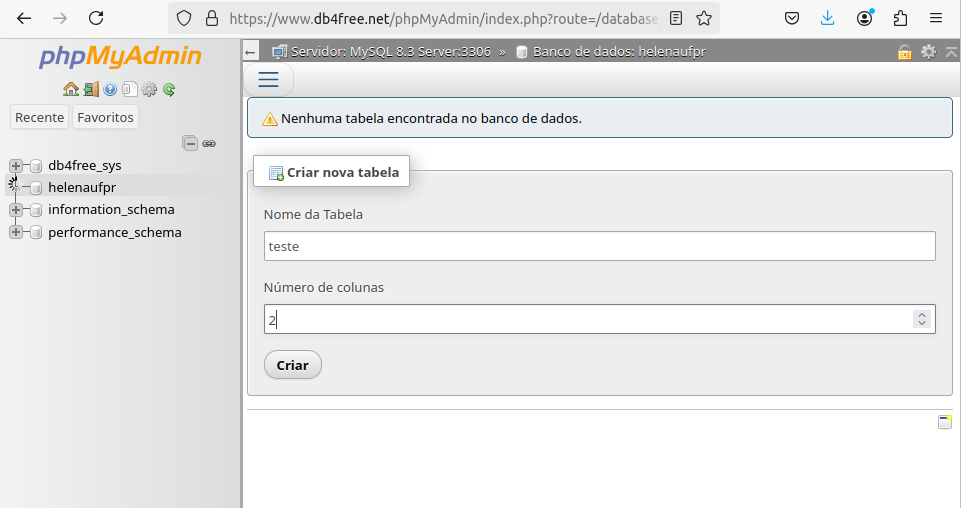 https://www.db4free.net/phpMyAdmin/index.php?route=/database
phpMyAdmin
Recente Favoritos
db4free_sys
helenaufpr
information_schema
performance_schema
Servidor: MySQL 8.3 Server:3306 » Banco de dados: helenaufpr
Nenhuma tabela encontrada no banco de dados.
Criar nova tabela
Nome da Tabela
teste
Número de colunas
2
Criar